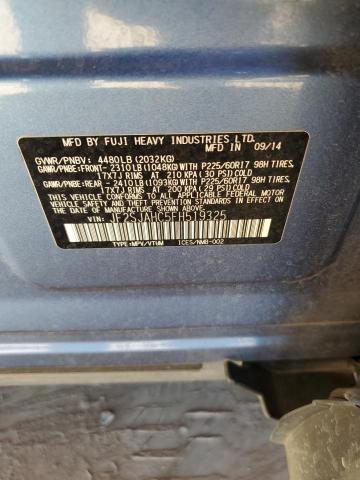 MFD. BY FUJI HEAVY INDUSTRIES LTD. 09/14
GVWR/PNBV: 4480LB (2032KG)
GAWR/PNBE:FRONT- 2310LB (1048KG)WITH P225/60R17 98H TIRES
17X7J RIMS AT 210 KPA (30 PSI) COLD
GAWR/PNBE:REAR - 2410LB (1093KG)WITH P225/60R17 98H TIRES
17X7J RIMS AT 200 KPA (29 PSI) COLD
THIS VEHICLE CONFORMS TO ALL APPLICABLE FEDERAL MOTOR
VEHICLE SAFETY AND BUMPER STANDARDS IN EFFECT ON THE DATE OF
MANUFACTURE SHOWN ABOVE.
VIN: JF2SJAHC5FH519325
TYPE:MPV/VTUM ICES/NMB-002